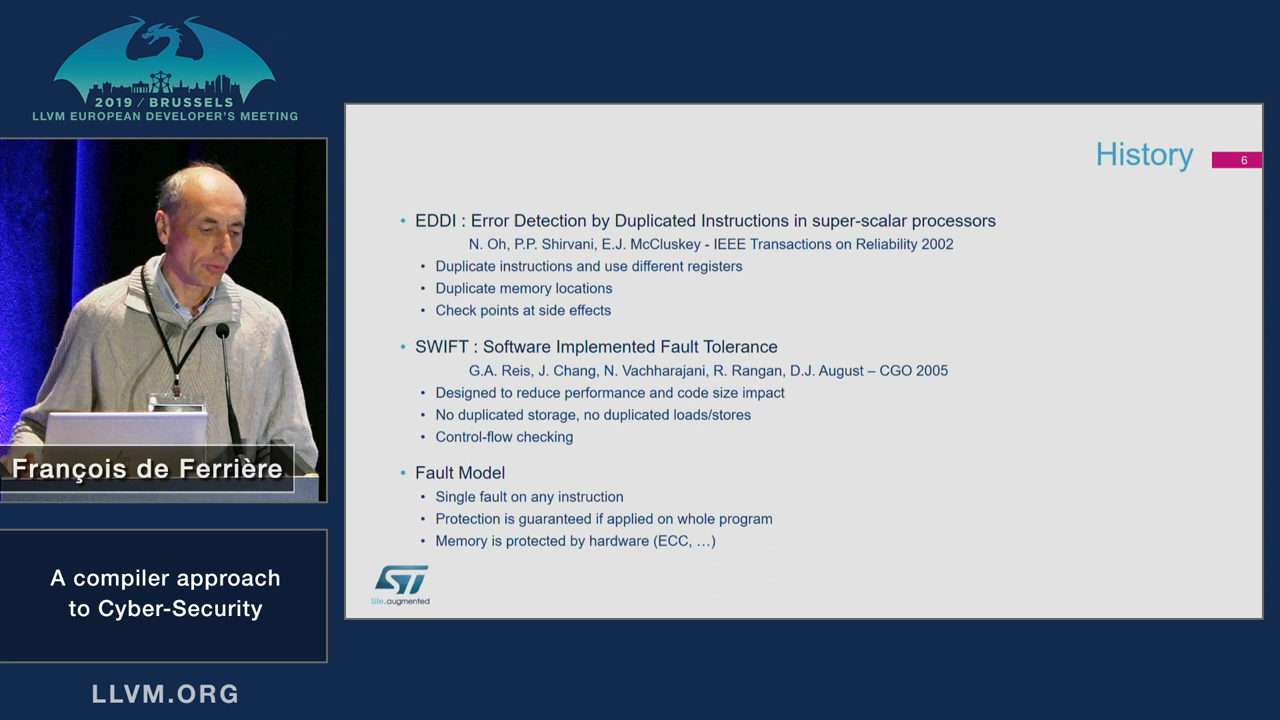 2019 / BRUSSELS
LLVM EUROPEAN DEVELOPER'S MEETING
François de Ferrière
A compiler approach
to Cyber-Security
LLVM.ORG
History
6
• EDDI : Error Detection by Duplicated Instructions in super-scalar processors
N. Oh, P.P. Shirvani, E.J. McCluskey - IEEE Transactions on Reliability 2002
• Duplicate instructions and use different registers
• Duplicate memory locations
• Check points at side effects
• SWIFT : Software Implemented Fault Tolerance
G.A. Reis, J. Chang, N. Vachharajani, R. Rangan, D.J. August – CGO 2005
• Designed to reduce performance and code size impact
• No duplicated storage, no duplicated loads/stores
• Control-flow checking
• Fault Model
• Single fault on any instruction
• Protection is guaranteed if applied on whole program
• Memory is protected by hardware (ECC, …)
ST
life.augmented